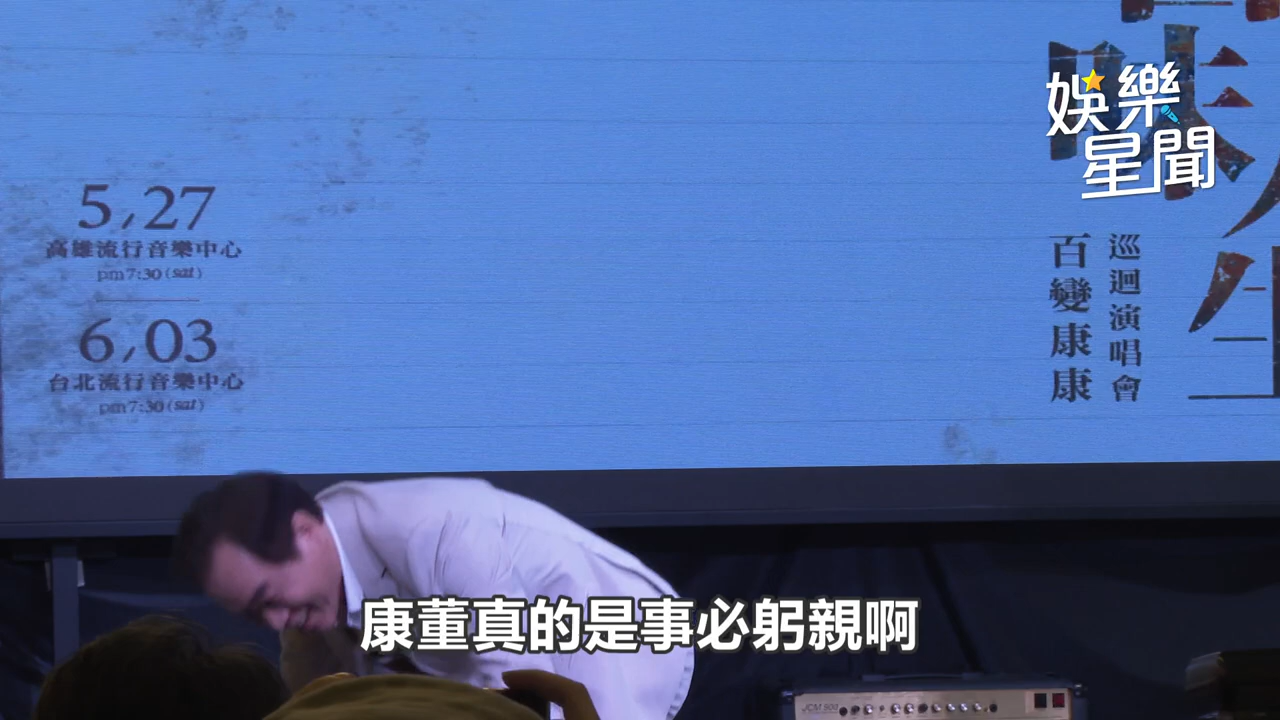 娛樂
星聞
5,27
高雄流行音樂中心
pm7:30(sat)
6,03
台北流行音樂中心
pm7:30(sat)
巡迴演唱會
百變康康
康董真的是事必躬親啊
JCM 900